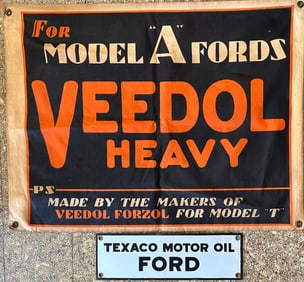 FOR
MODEL "A" FORDS
VEEDOL
HEAVY
PS
MADE BY THE MAKERS OF
VEEDOL FORZOL FOR MODEL "T"
TEXACO MOTOR OIL
FORD